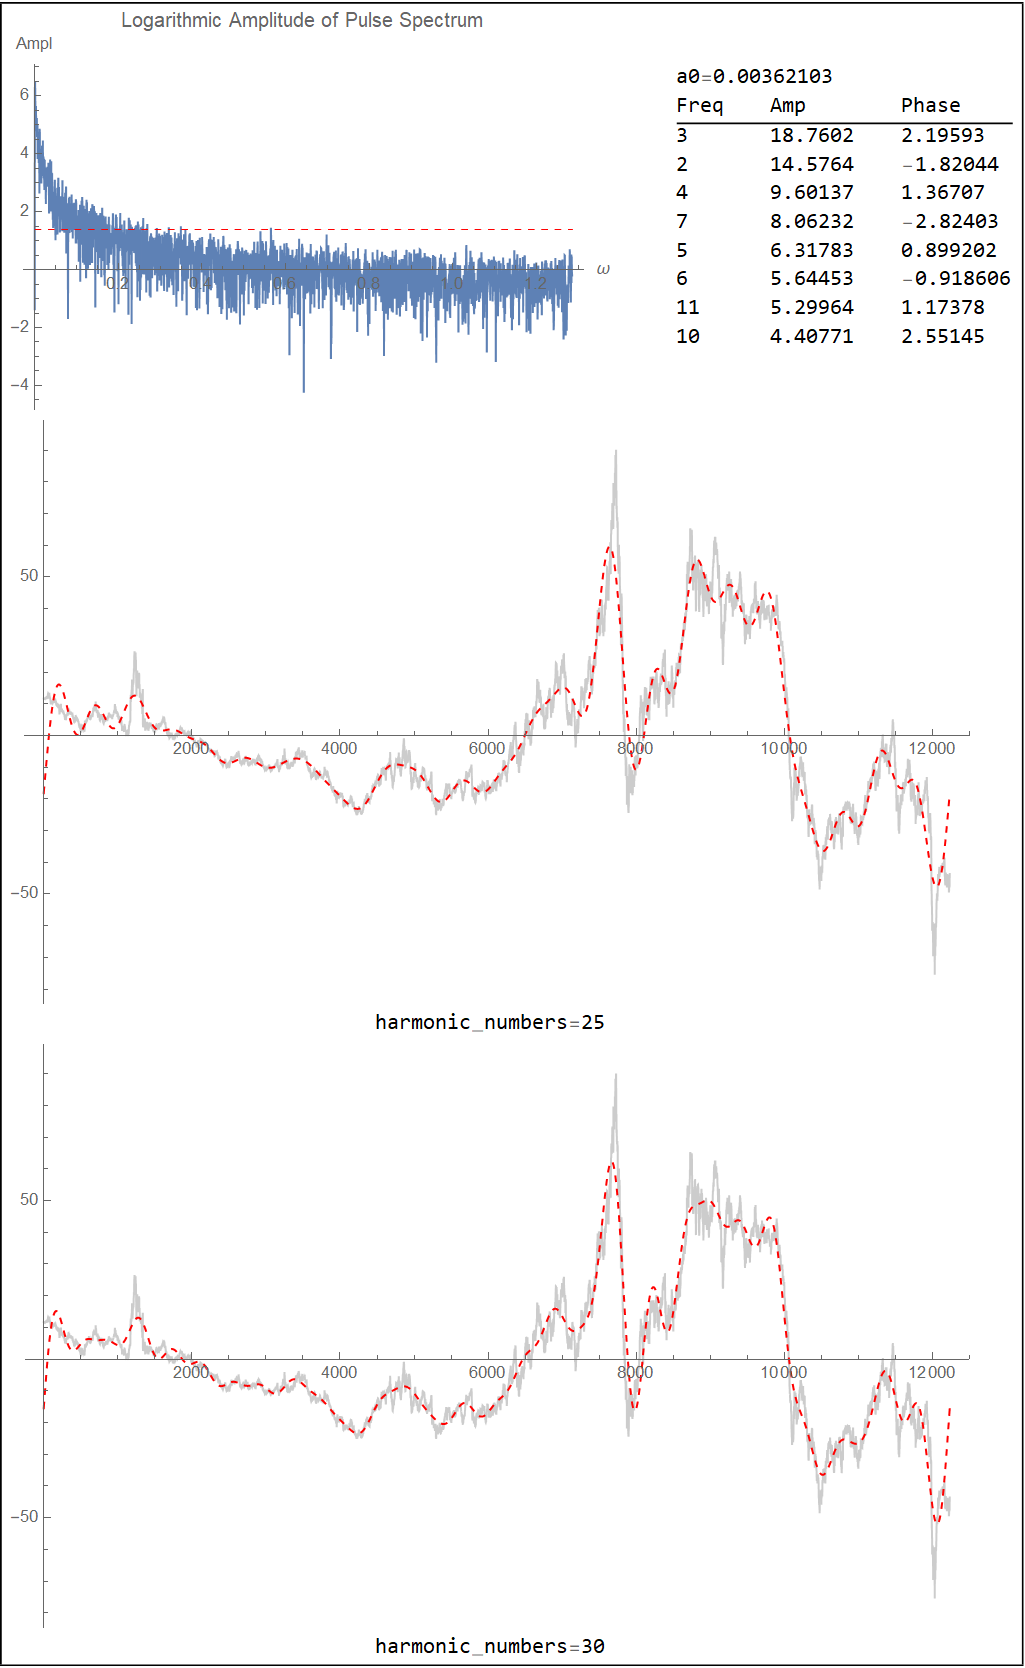 Logarithmic Amplitude of Pulse Spectrum
Ampl
6
4
2
−2
−4
0.2 0.4 0.6 0.8 1.0 1.2 ω
a0=0.00362103
Freq Amp Phase
3 18.7602 2.19593
2 14.5764 −1.82044
4 9.60137 1.36707
7 8.06232 −2.82403
5 6.31783 0.899202
6 5.64453 −0.918606
11 5.29964 1.17378
10 4.40771 2.55145
50
2000 4000 6000 8000 10000 12000
−50
harmonic_numbers=25
50
2000 4000 6000 8000 10000 12000
−50
harmonic_numbers=30